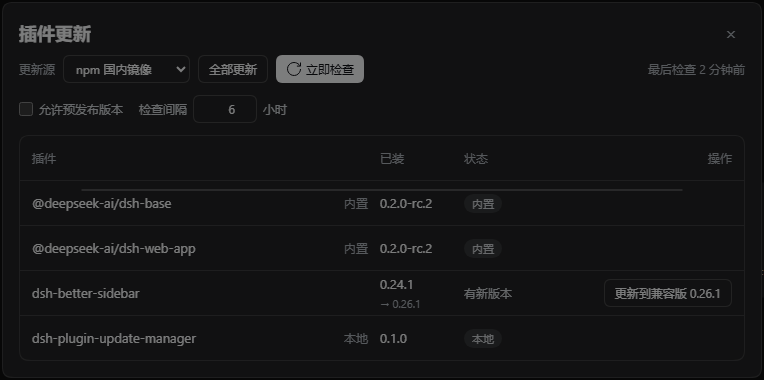 插件更新 ×
更新源 npm 国内镜像 全部更新 立即检查 最后检查 2 分钟前
允许预发布版本 检查间隔 6 小时
插件 已装 状态 操作
@deepseek-ai/dsh-base 内置 0.2.0-rc.2 内置
@deepseek-ai/dsh-web-app 内置 0.2.0-rc.2 内置
dsh-better-sidebar 0.24.1 有新版本 更新到兼容版 0.26.1
→ 0.26.1
dsh-plugin-update-manager 本地 0.1.0 本地